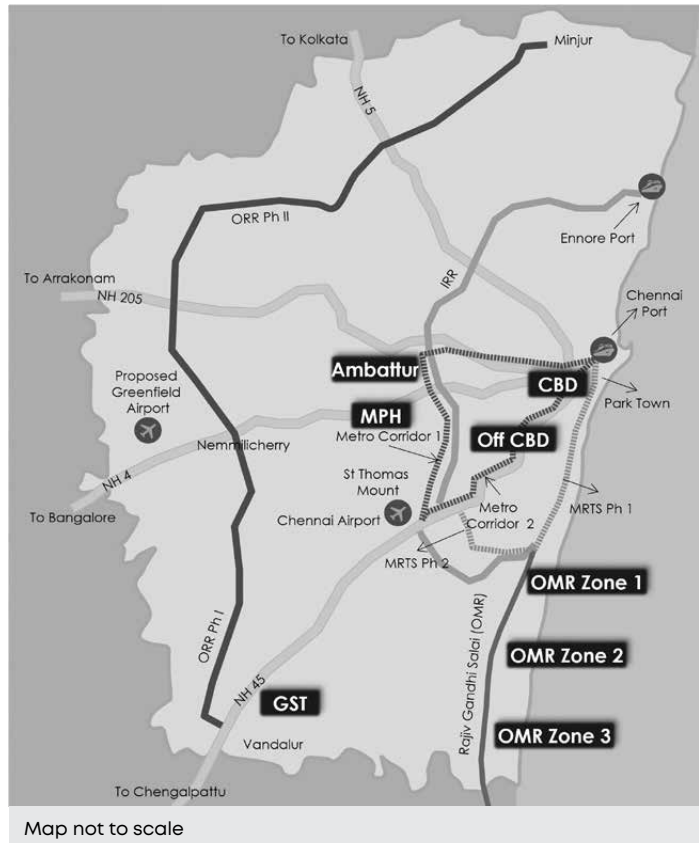 To Kolkata
Minjur
NH 5
ORR Ph II
Ennore Port
IRR
To Arrakonam
NH 205
Chennai
Port
Proposed
Greenfield
Airport
Ambattur
CBD
Park Town
MPH
Nemmilicherry
Metro Corridor 1
Off CBD
St Thomas
Mount
NH 4
To Bangalore
Chennai Airport
Metro
Corridor 2
MRTS Ph 1
MRTS Ph 2
OMR Zone 1
ORR Ph I
Rajiv Gandhi Salai (OMR)
OMR Zone 2
NH 45
GST
OMR Zone 3
Vandalur
To Chengalpattu
Map not to scale